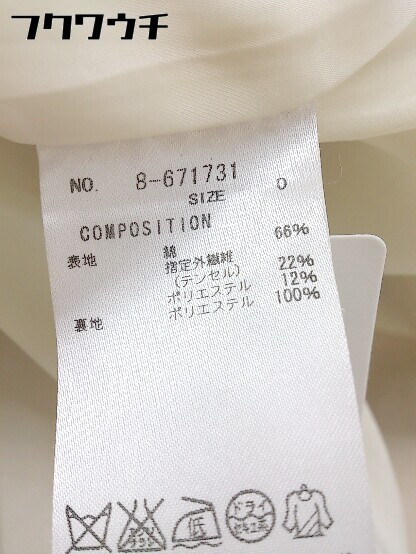 フクワウチ
NO. 8-671731
SIZE 0
COMPOSITION
表地 綿 66%
指定外繊維
(テンセル) 22%
ポリエステル 12%
裏地 ポリエステル 100%
低 ドライ